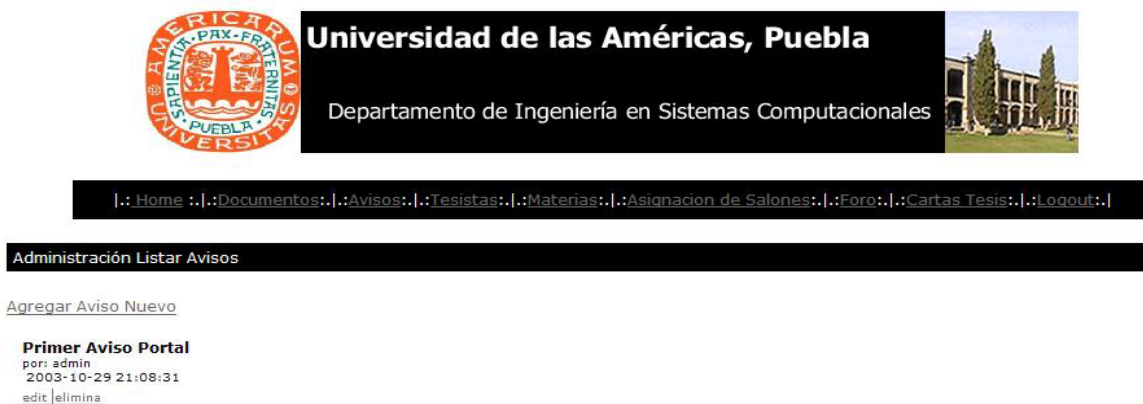 UNIVERSITAS AMERICARUM
SAPIENTIA·PAX·FRATERNITAS
·PUEBLA·
Universidad de las Américas, Puebla
Departamento de Ingeniería en Sistemas Computacionales
|.: Home :.|.:Documentos:.|.:Avisos:.|.:Tesistas:.|.:Materias:.|.:Asignacion de Salones:.|.:Foro:.|.:Cartas Tesis:.|.:Logout:.|
Administración Listar Avisos
Agregar Aviso Nuevo
Primer Aviso Portal
por: admin
2003-10-29 21:08:31
edit |elimina